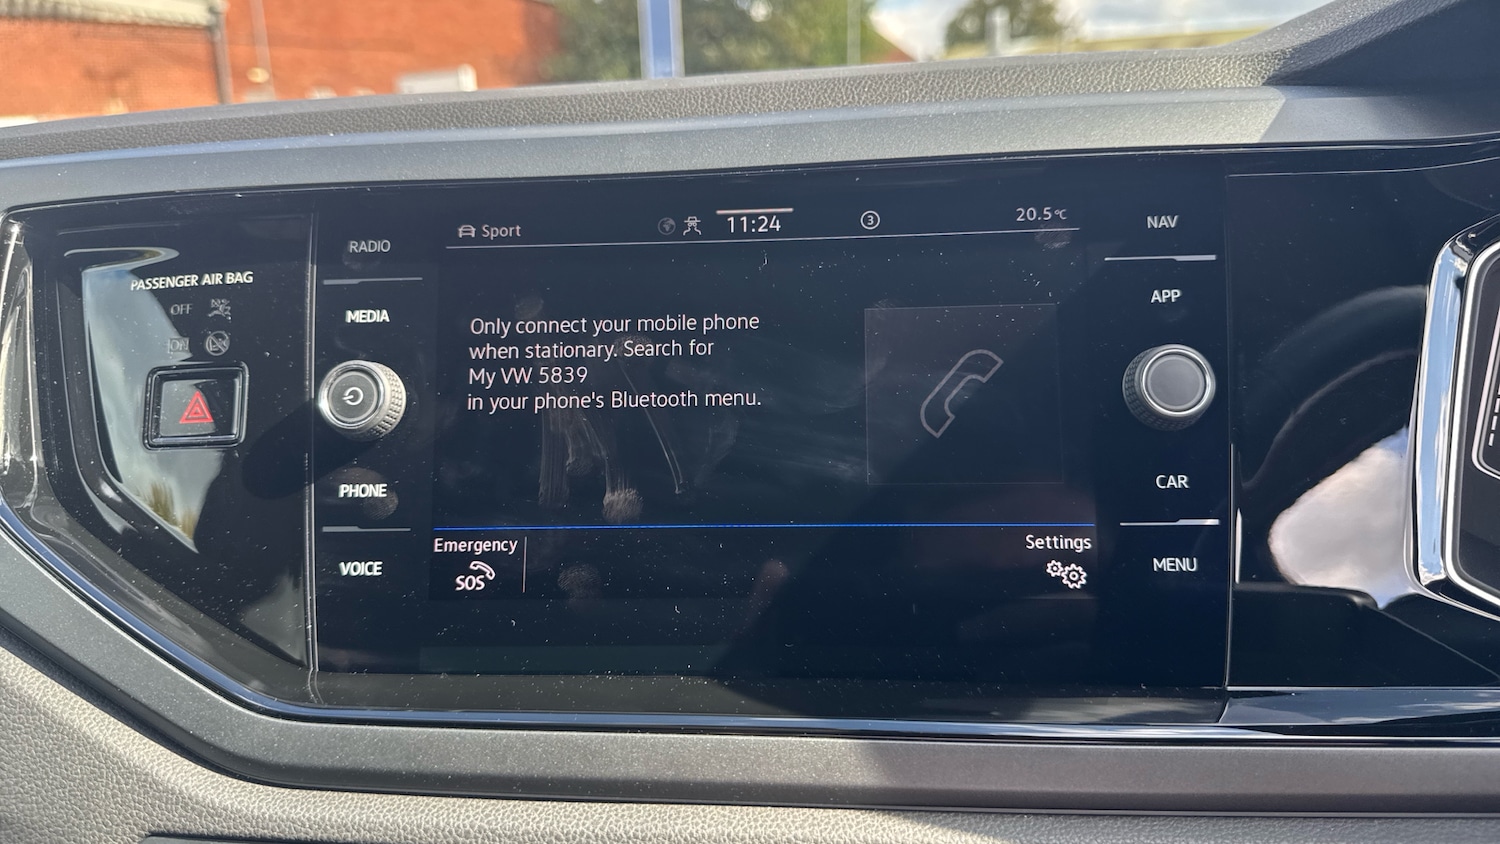 PASSENGER AIR BAG
OFF
ON
RADIO
MEDIA
PHONE
VOICE
Sport
11:24
3
20.5°C
Only connect your mobile phone
when stationary. Search for
My VW 5839
in your phone's Bluetooth menu.
Emergency
SOS
Settings
NAV
APP
CAR
MENU